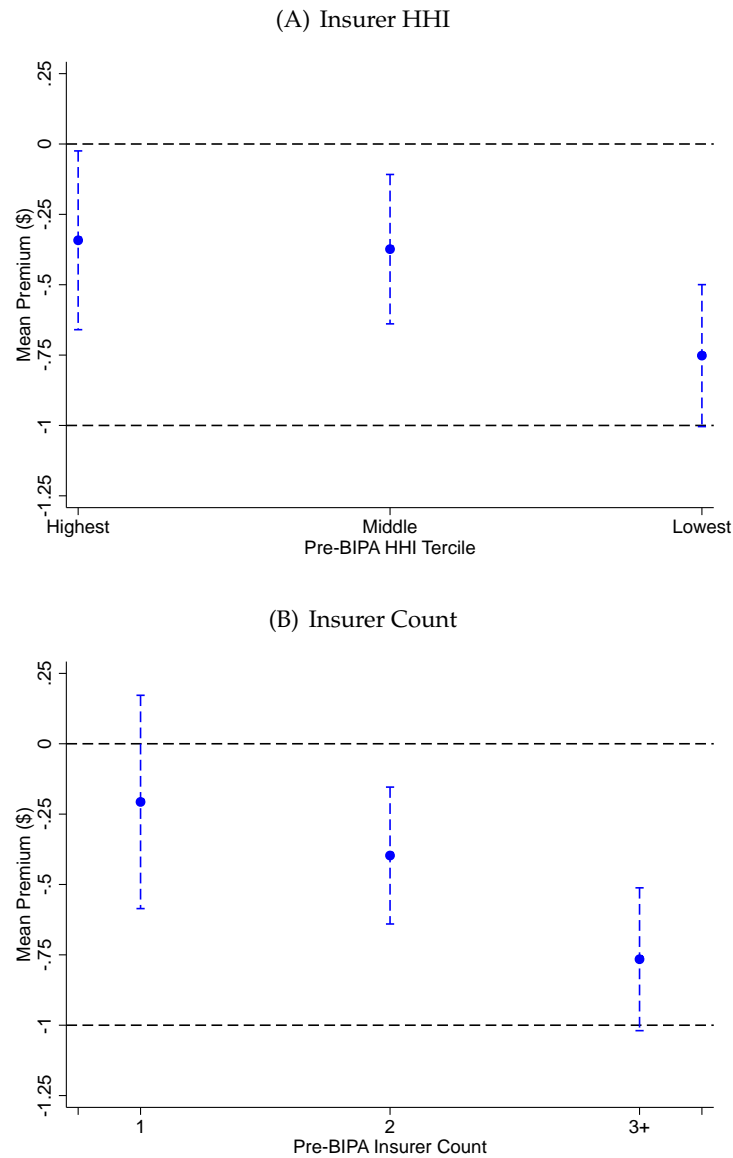 (A) Insurer HHI
.25
0
-.25
-.5
-.75
-1
-1.25
Mean Premium ($)
Highest Middle Lowest
Pre-BIPA HHI Tercile
(B) Insurer Count
.25
0
-.25
-.5
-.75
-1
-1.25
Mean Premium ($)
1 2 3+
Pre-BIPA Insurer Count